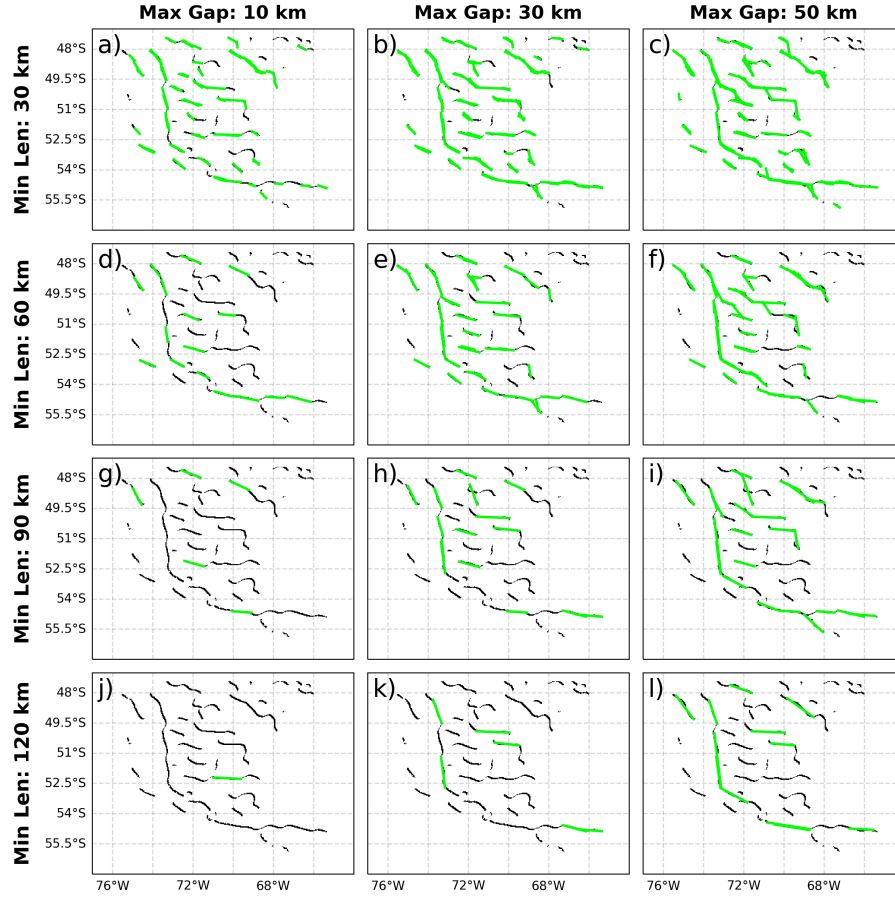 Max Gap: 10 km Max Gap: 30 km Max Gap: 50 km
Min Len: 30 km
a) b) c)
48°S
49.5°S
51°S
52.5°S
54°S
55.5°S
Min Len: 60 km
d) e) f)
48°S
49.5°S
51°S
52.5°S
54°S
55.5°S
Min Len: 90 km
g) h) i)
48°S
49.5°S
51°S
52.5°S
54°S
55.5°S
Min Len: 120 km
j) k) l)
48°S
49.5°S
51°S
52.5°S
54°S
55.5°S
76°W 72°W 68°W 76°W 72°W 68°W 76°W 72°W 68°W